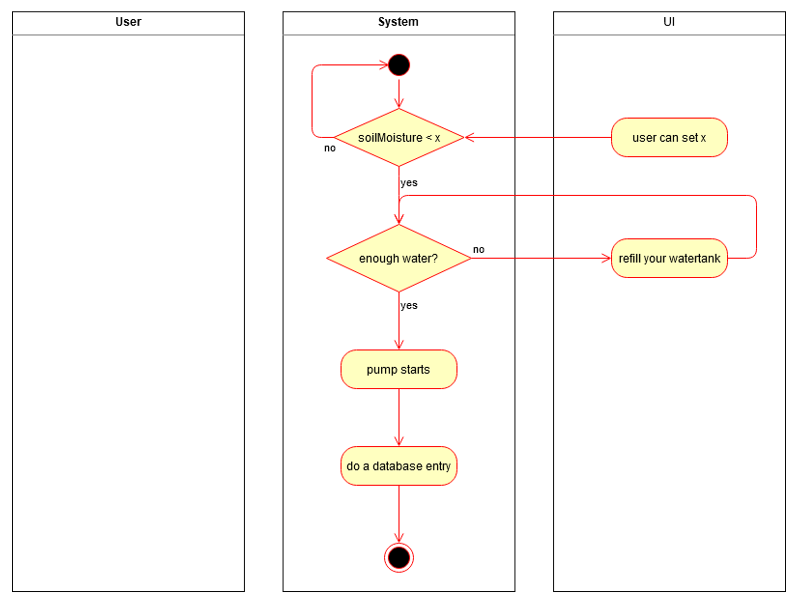 User
System
UI
soilMoisture < x
user can set x
no
yes
enough water?
no
refill your watertank
yes
pump starts
do a database entry